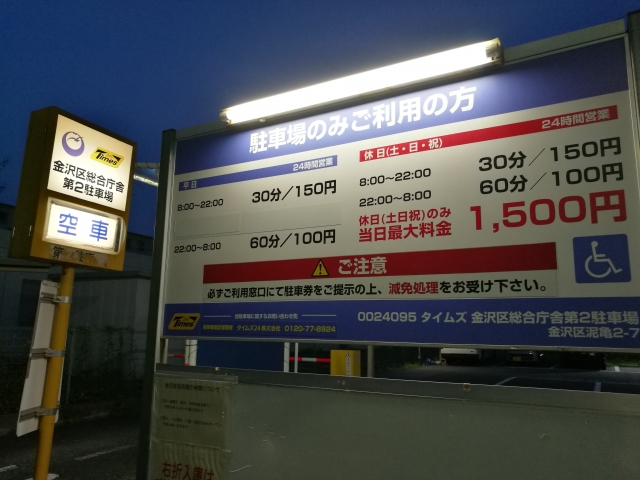 Times
金沢区総合庁舎
第2駐車場
空車
駐車場のみご利用の方
平日 24時間営業
8:00～22:00 30分／150円
22:00～8:00 60分／100円
休日(土・日・祝) 24時間営業
8:00～22:00 30分／150円
22:00～8:00 60分／100円
休日(土日祝)のみ
当日最大料金 1,500円
ご注意
必ずご利用窓口にて駐車券をご提示の上、減免処理をお受け下さい。
Times
タイムズ24株式会社 0120-77-8924
0024095 タイムズ 金沢区総合庁舎第2駐車場
金沢区泥亀2-7
右折入庫は